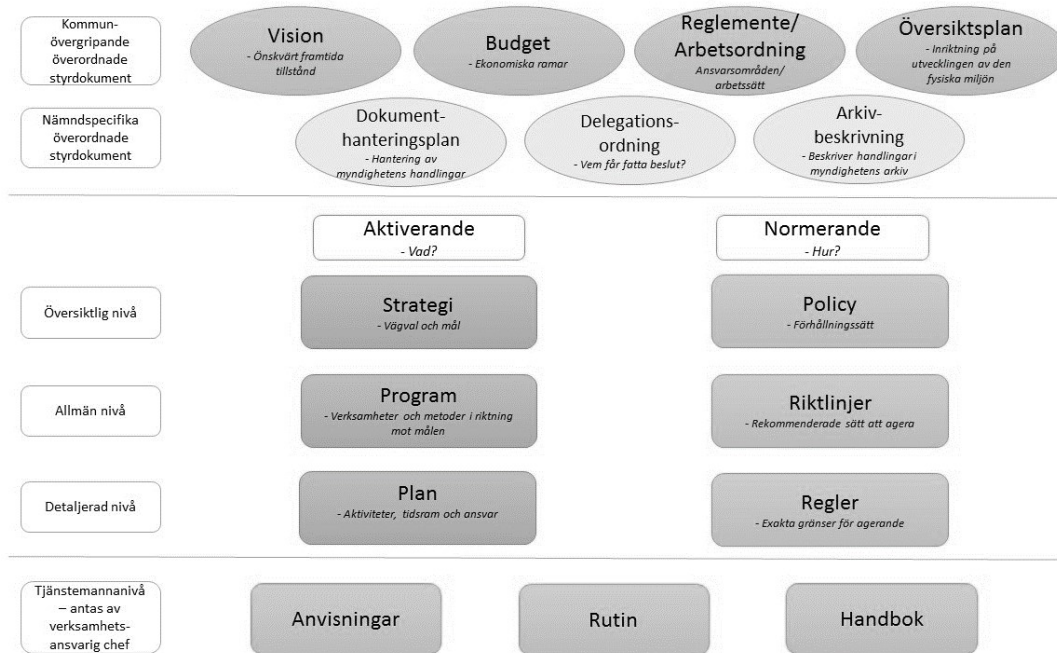 Kommun-
övergripande
överordnade
styrdokument
Vision
- Önskvärt framtida
tillstånd
Budget
- Ekonomiska ramar
Reglemente/
Arbetsordning
Ansvarsområden/
arbetssätt
Översiktsplan
- Inriktning på
utvecklingen av den
fysiska miljön
Nämndspecifika
överordnade
styrdokument
Dokument-
hanteringsplan
- Hantering av
myndighetens handlingar
Delegations-
ordning
- Vem får fatta beslut?
Arkiv-
beskrivning
- Beskriver handlingar i
myndighetens arkiv
Aktiverande
- Vad?
Normerande
- Hur?
Översiktlig nivå
Strategi
- Vägval och mål
Policy
- Förhållningssätt
Allmän nivå
Program
- Verksamheter och metoder i riktning
mot målen
Riktlinjer
- Rekommenderade sätt att agera
Detaljerad nivå
Plan
- Aktiviteter, tidsram och ansvar
Regler
- Exakta gränser för agerande
Tjänstemannanivå
– antas av
verksamhets-
ansvarig chef
Anvisningar
Rutin
Handbok